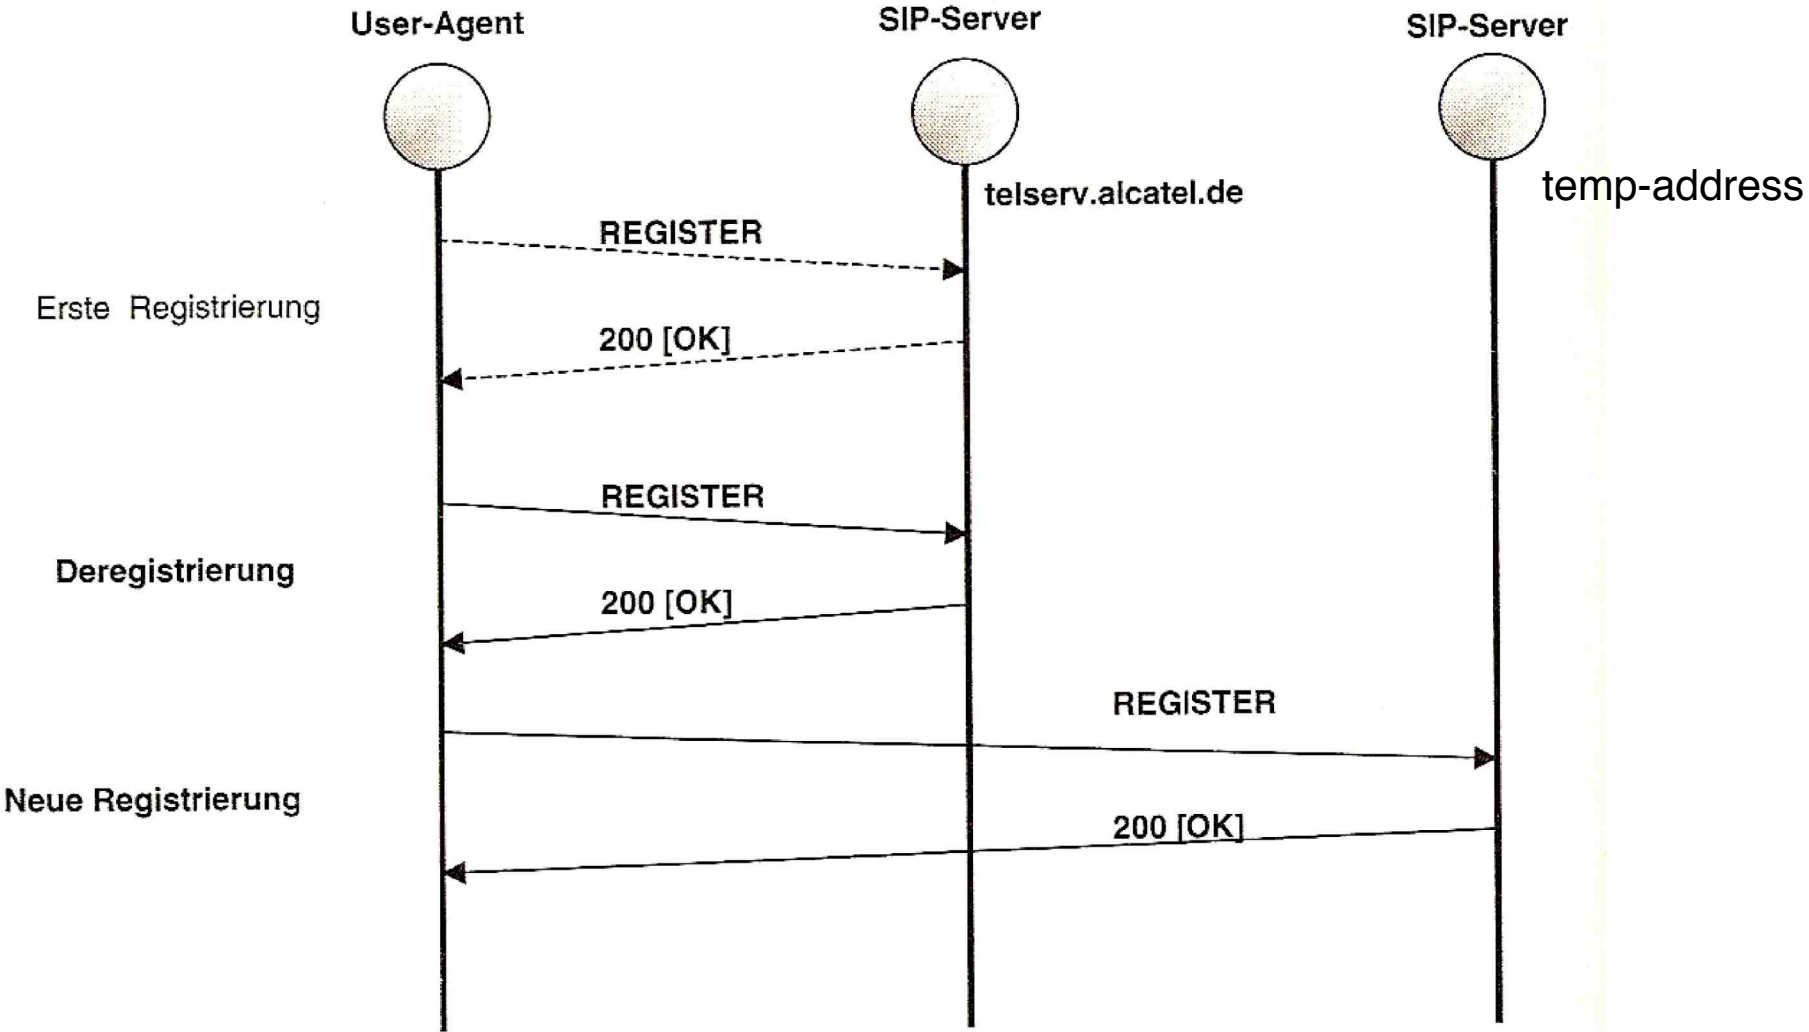 User-Agent
SIP-Server
SIP-Server
telserv.alcatel.de
temp-address
REGISTER
Erste Registrierung
200 [OK]
REGISTER
Deregistrierung
200 [OK]
REGISTER
Neue Registrierung
200 [OK]